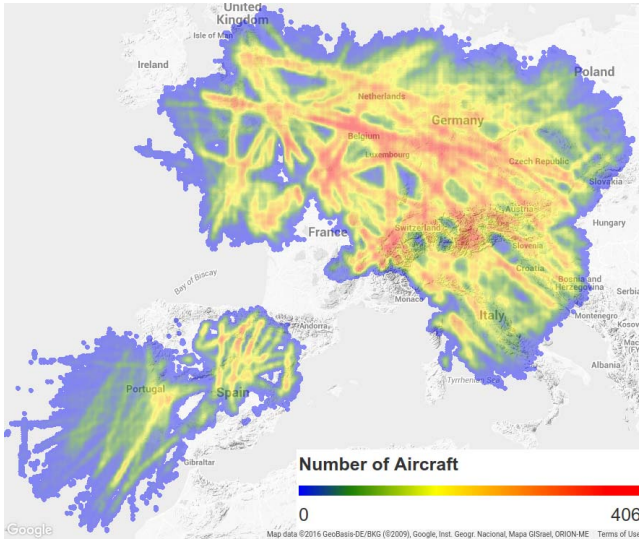 United
Kingdom
Isle of Man
Ireland
Poland
Netherlands
Germany
Belgium
Luxembourg
Czech Republic
Slovakia
Austria
France
Switzerland
Hungary
Slovenia
Croatia
Bay of Biscay
Bosnia and
Herzegovina
Serbia
Monaco
Italy
Montenegro
Kosovo
Andorra
Albania
Portugal
Spain
Tyrrhenian Sea
Gibraltar
Number of Aircraft
0
406
Google
Map data ©2016 GeoBasis-DE/BKG (©2009), Google, Inst. Geogr. Nacional, Mapa GISrael, ORION-ME Terms of Use